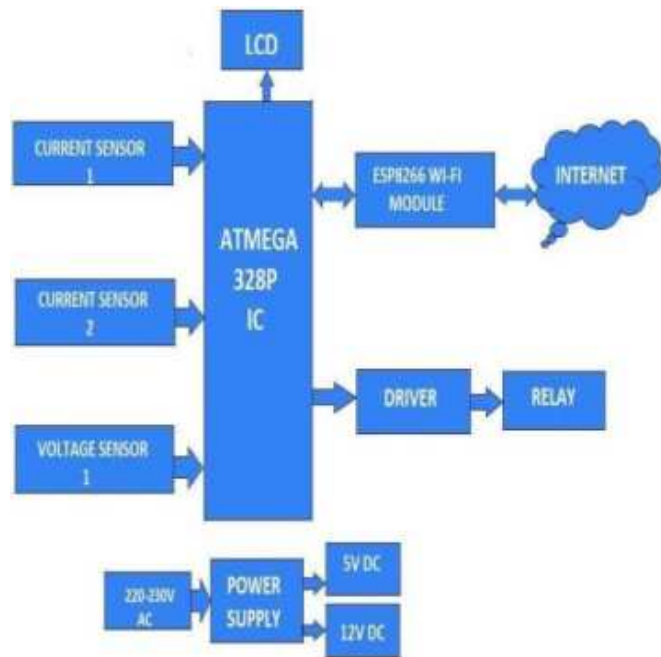 LCD
CURRENT SENSOR
1
ESP8266 WI-FI
MODULE
INTERNET
ATMEGA
328P
IC
CURRENT SENSOR
2
DRIVER
RELAY
VOLTAGE SENSOR
1
220-230V
AC
POWER
SUPPLY
5V DC
12V DC